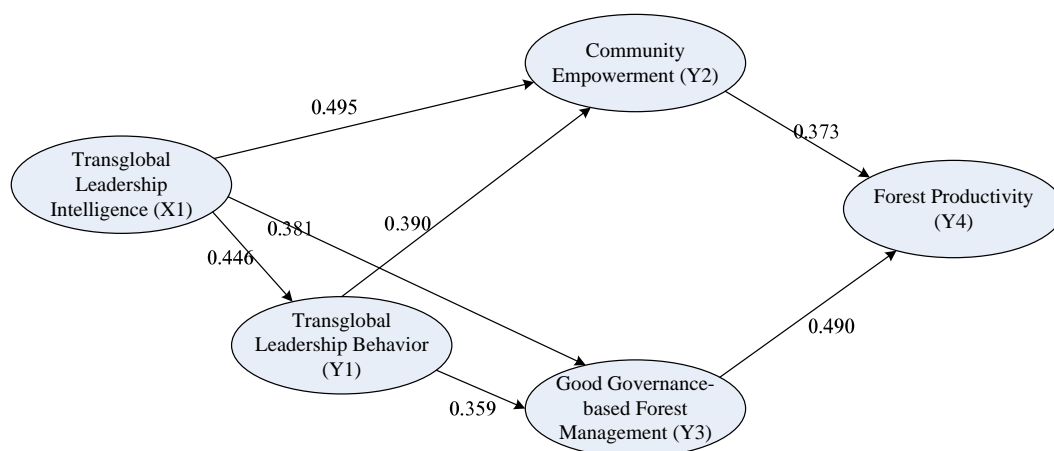 Community
Empowerment (Y2)
0.495
0.373
Transglobal
Leadership
Intelligence (X1)
Forest Productivity
(Y4)
0.381
0.390
0.446
Transglobal
Leadership Behavior
(Y1)
0.490
0.359
Good Governance-
based Forest
Management (Y3)